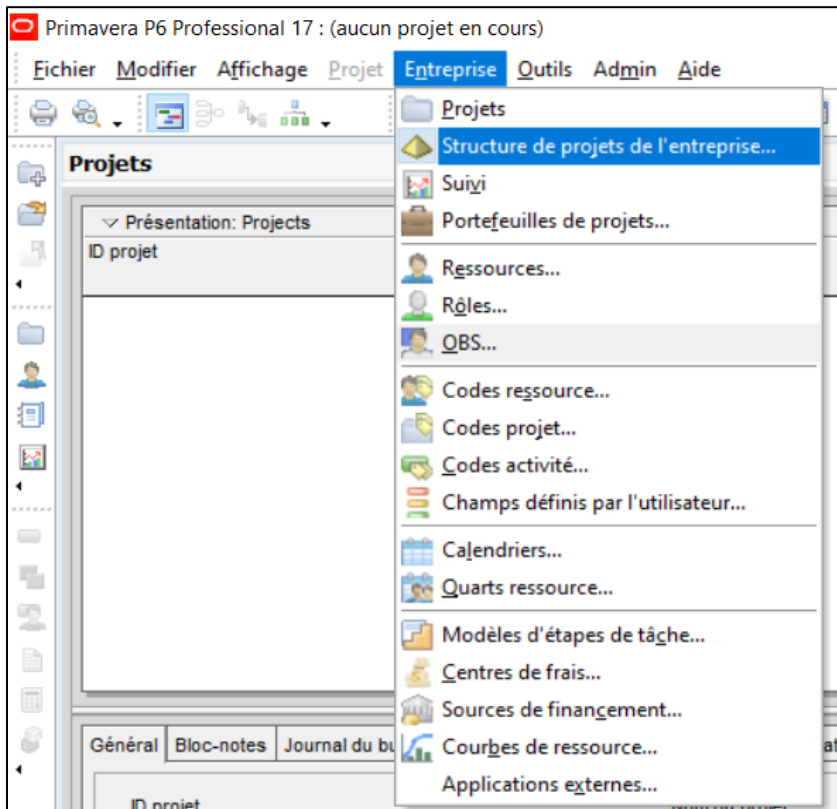 Primavera P6 Professional 17 : (aucun projet en cours)
Fichier Modifier Affichage Projet Entreprise Outils Admin Aide
Projets
Structure de projets de l'entreprise...
Projets
Suivi
Portefeuilles de projets...
Présentation: Projects
ID projet
Ressources...
Rôles...
OBS...
Codes ressource...
Codes projet...
Codes activité...
Champs définis par l'utilisateur...
Calendriers...
Quarts ressource...
Modèles d'étapes de tâche...
Centres de frais...
Sources de financement...
Courbes de ressource...
Applications externes...
Général Bloc-notes Journal du
ID projet